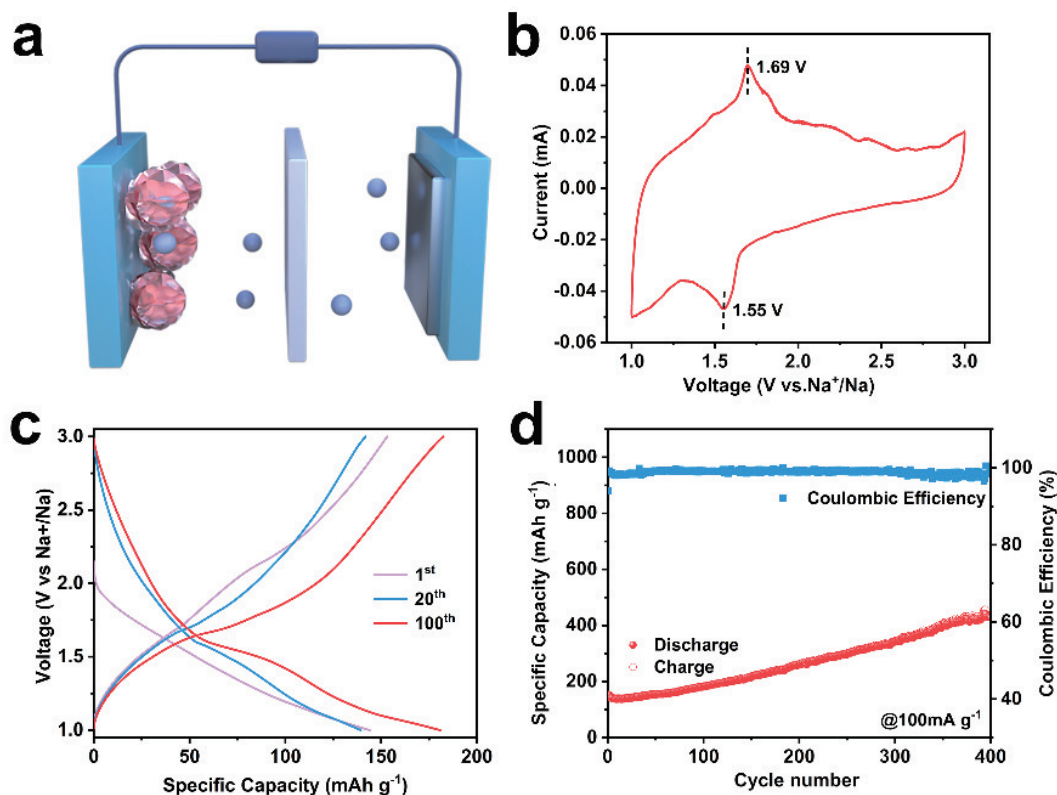 a
b
0.06
0.04
0.02
0.00
-0.02
-0.04
-0.06
Current (mA)
1.69 V
1.55 V
1.0
1.5
2.0
2.5
3.0
Voltage (V vs.Na⁺/Na)
c
3.0
2.5
2.0
1.5
1.0
Voltage (V vs Na+/Na)
1ˢᵗ
20ᵗʰ
100ᵗʰ
0
50
100
150
200
Specific Capacity (mAh g⁻¹)
d
1000
800
600
400
200
0
Specific Capacity (mAh g⁻¹)
Coulombic Efficiency
Discharge
Charge
@100mA g⁻¹
100
80
60
40
Coulombic Efficiency (%)
0
100
200
300
400
Cycle number